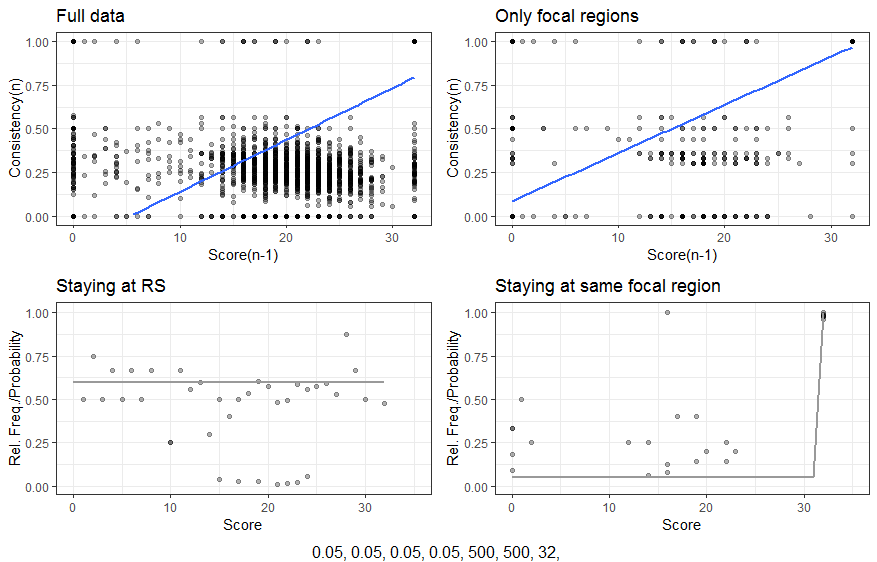 Full data
Only focal regions
Consistency(n)
1.00
0.75
0.50
0.25
0.00
0
10
20
30
Score(n-1)
Consistency(n)
1.00
0.75
0.50
0.25
0.00
0
10
20
30
Score(n-1)
Staying at RS
Staying at same focal region
Rel. Freq./Probability
1.00
0.75
0.50
0.25
0.00
0
10
20
30
Score
Rel. Freq./Probability
1.00
0.75
0.50
0.25
0.00
0
10
20
30
Score
0.05, 0.05, 0.05, 0.05, 500, 500, 32,